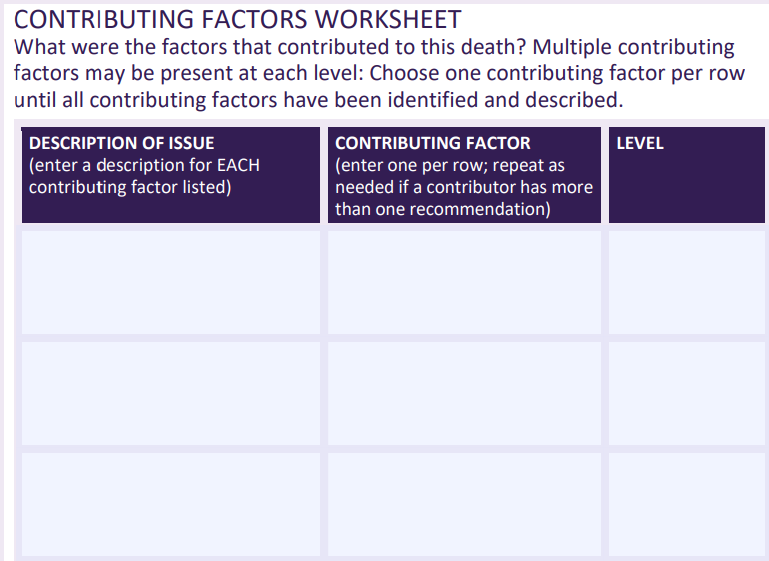 CONTRIBUTING FACTORS WORKSHEET
What were the factors that contributed to this death? Multiple contributing
factors may be present at each level: Choose one contributing factor per row
until all contributing factors have been identified and described.
DESCRIPTION OF ISSUE
(enter a description for EACH
contributing factor listed)
CONTRIBUTING FACTOR
(enter one per row; repeat as
needed if a contributor has more
than one recommendation)
LEVEL